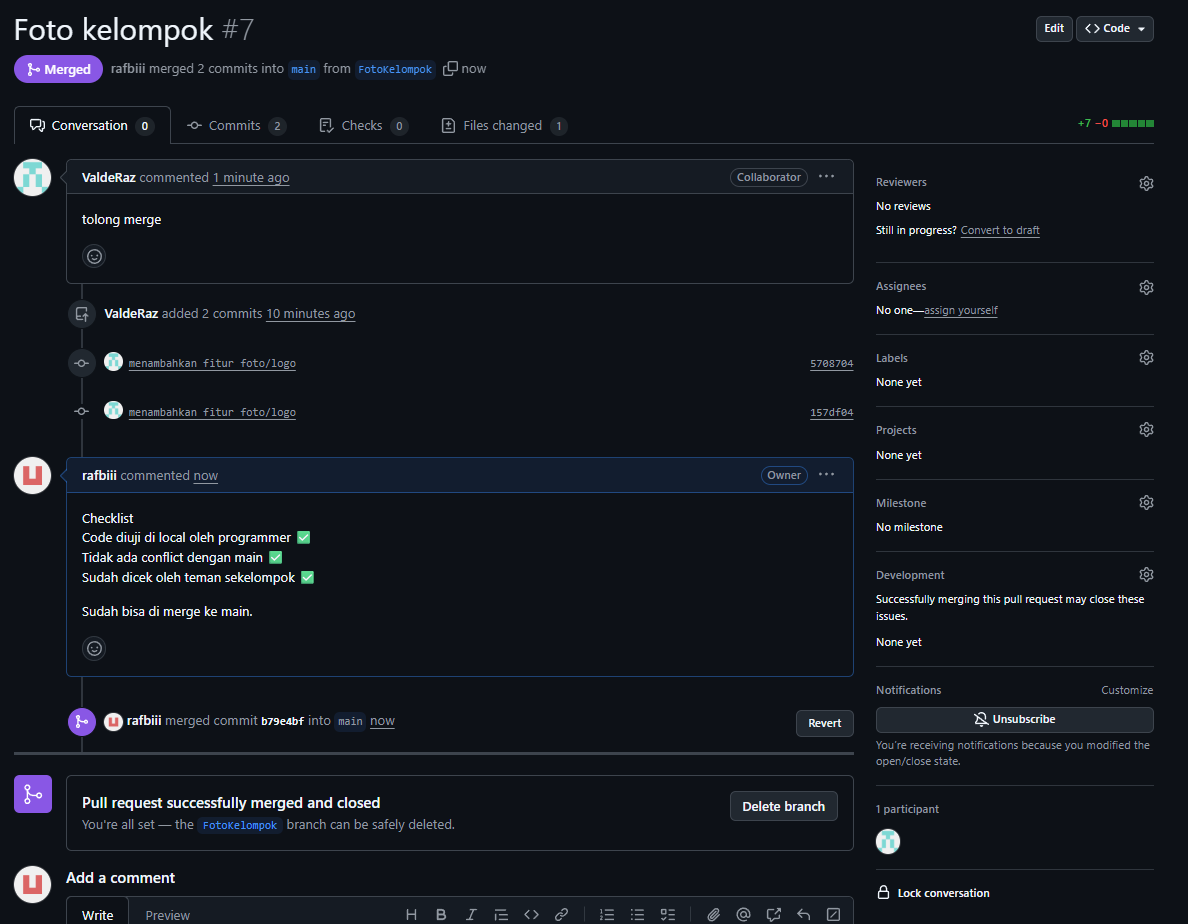 Foto kelompok #7
Edit
Code
Merged
rafbiii merged 2 commits into main from FotoKelompok now
Conversation 0
Commits 2
Checks 0
Files changed 1
+7 −0
ValdeRaz commented 1 minute ago
Collaborator
tolong merge
ValdeRaz added 2 commits 10 minutes ago
menambahkan fitur foto/logo
5708704
menambahkan fitur foto/logo
157df04
rafbiii commented now
Owner
Checklist
Code diuji di local oleh programmer ✅
Tidak ada conflict dengan main ✅
Sudah dicek oleh teman sekelompok ✅
Sudah bisa di merge ke main.
rafbiii merged commit b79e4bf into main now
Revert
Pull request successfully merged and closed
You're all set — the FotoKelompok branch can be safely deleted.
Delete branch
Add a comment
Write
Preview
Reviewers
No reviews
Still in progress? Convert to draft
Assignees
No one—assign yourself
Labels
None yet
Projects
None yet
Milestone
No milestone
Development
Successfully merging this pull request may close these
issues.
None yet
Notifications
Customize
Unsubscribe
You're receiving notifications because you modified the
open/close state.
1 participant
Lock conversation